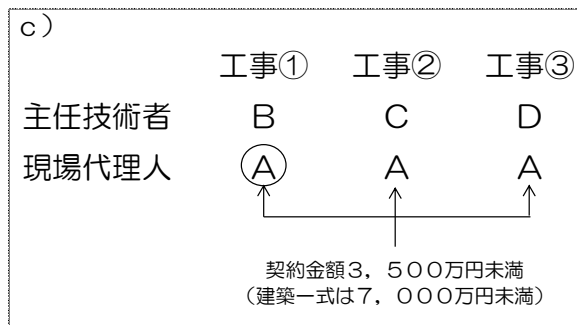 c）
工事① 工事② 工事③
主任技術者 B C D
現場代理人 Ⓐ A A
契約金額３，５００万円未満
（建築一式は７，０００万円未満）